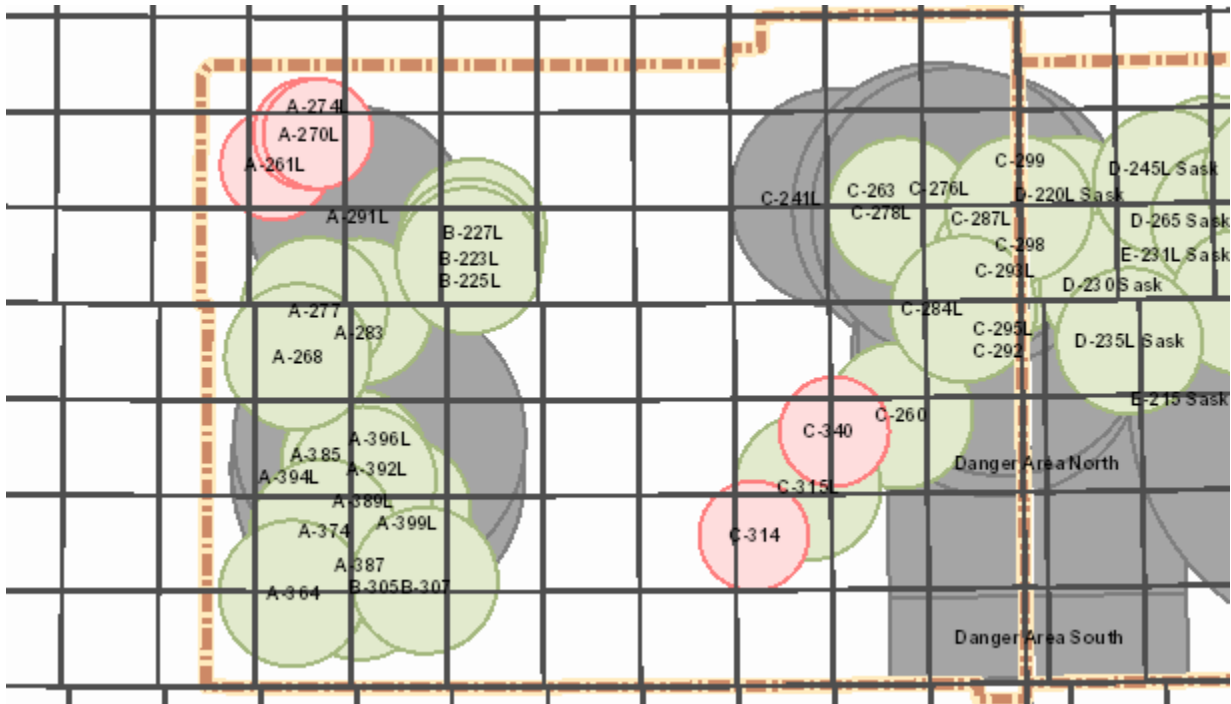 A-274L
A-270L
A-261L
A-291L
B-227L
B-223L
B-225L
A-277
A-283
A-268
A-396L
A-385
A-392L
A-394L
A-389L
A-399L
A-374
A-387
A-364
B-305
B-307
C-241L
C-263
C-276L
C-278L
C-299
C-287L
C-298
C-293L
C-284L
C-295L
C-292
C-260
C-340
C-315L
C-314
D-245L Sask
D-220L Sask
D-265 Sask
E-231L Sask
D-230 Sask
D-235L Sask
E-215 Sask
Danger Area North
Danger Area South